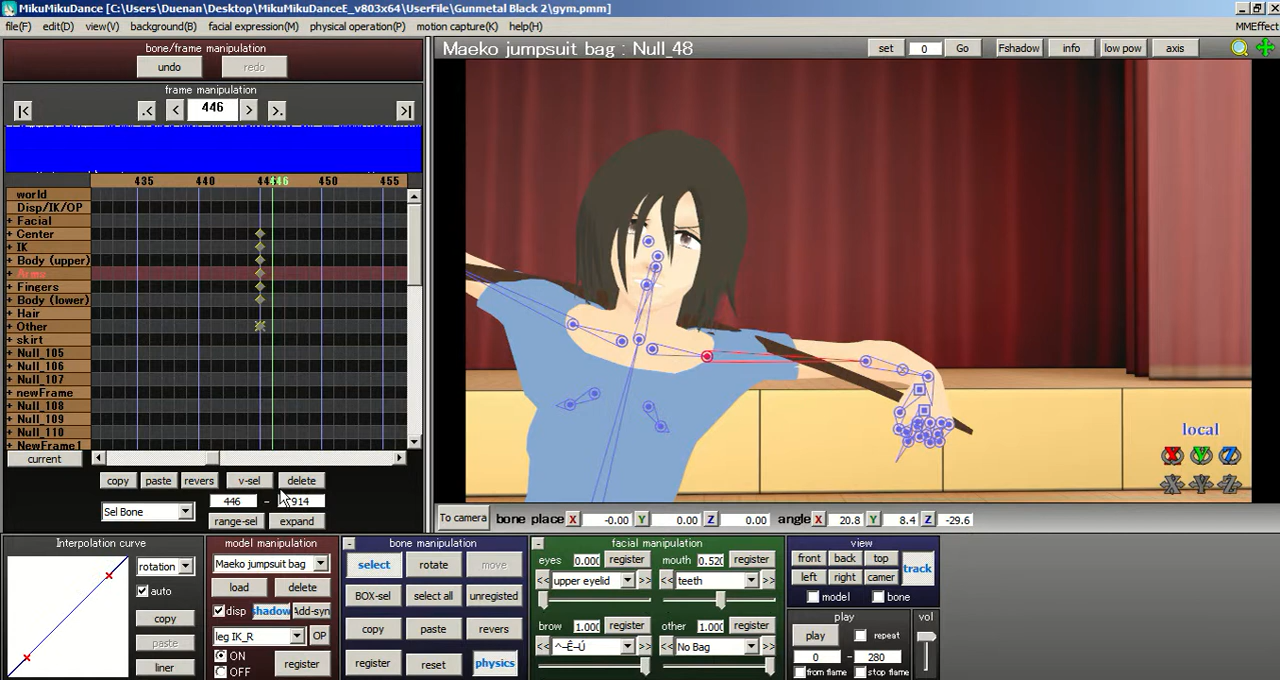 MikuMikuDance [C:\Users\Duenan\Desktop\MikuMikuDanceE_v803x64\UserFile\Gunmetal Black 2\gym.pmm]
file(F) edit(D) view(V) background(B) facial expression(M) physical operation(P) motion capture(K) help(H) MMEffect
bone/frame manipulation
undo redo
frame manipulation
|< .< < 446 > >. >|
Maeko jumpsuit bag : Null_48 set 0 Go Fshadow info low pow axis
435 440 446 450 455
world
Disp/IK/OP
+ Facial
+ Center
+ IK
+ Body (upper)
+ Arms
+ Fingers
+ Body (lower)
+ Hair
+ Other
+ skirt
+ Null_105
+ Null_106
+ Null_107
+ newFrame
+ Null_108
+ Null_109
+ Null_110
+ NewFrame1
current
copy paste revers v-sel delete
446 - 914
Sel Bone
range-sel expand
local
X Y Z
X Y Z
To camera bone place X -0.00 Y 0.00 Z 0.00 angle X 20.8 Y 8.4 Z -29.6
Interpolation curve
rotation
auto
copy
paste
liner
model manipulation
Maeko jumpsuit bag
load delete
disp shadow Add-syn
leg IK_R OP
ON
OFF
register
- bone manipulation
select rotate move
BOX-sel select all unregisted
copy paste revers
register reset physics
- facial manipulation
eyes 0.000 register mouth 0.520 register
<< upper eyelid >> << teeth >>
brow 1.000 register other 1.000 register
<< ^-Ê-Ú >> << No Bag >>
view
front back top
left right camer track
model bone
play
play repeat
0 - 280
from flame stop flame
vol